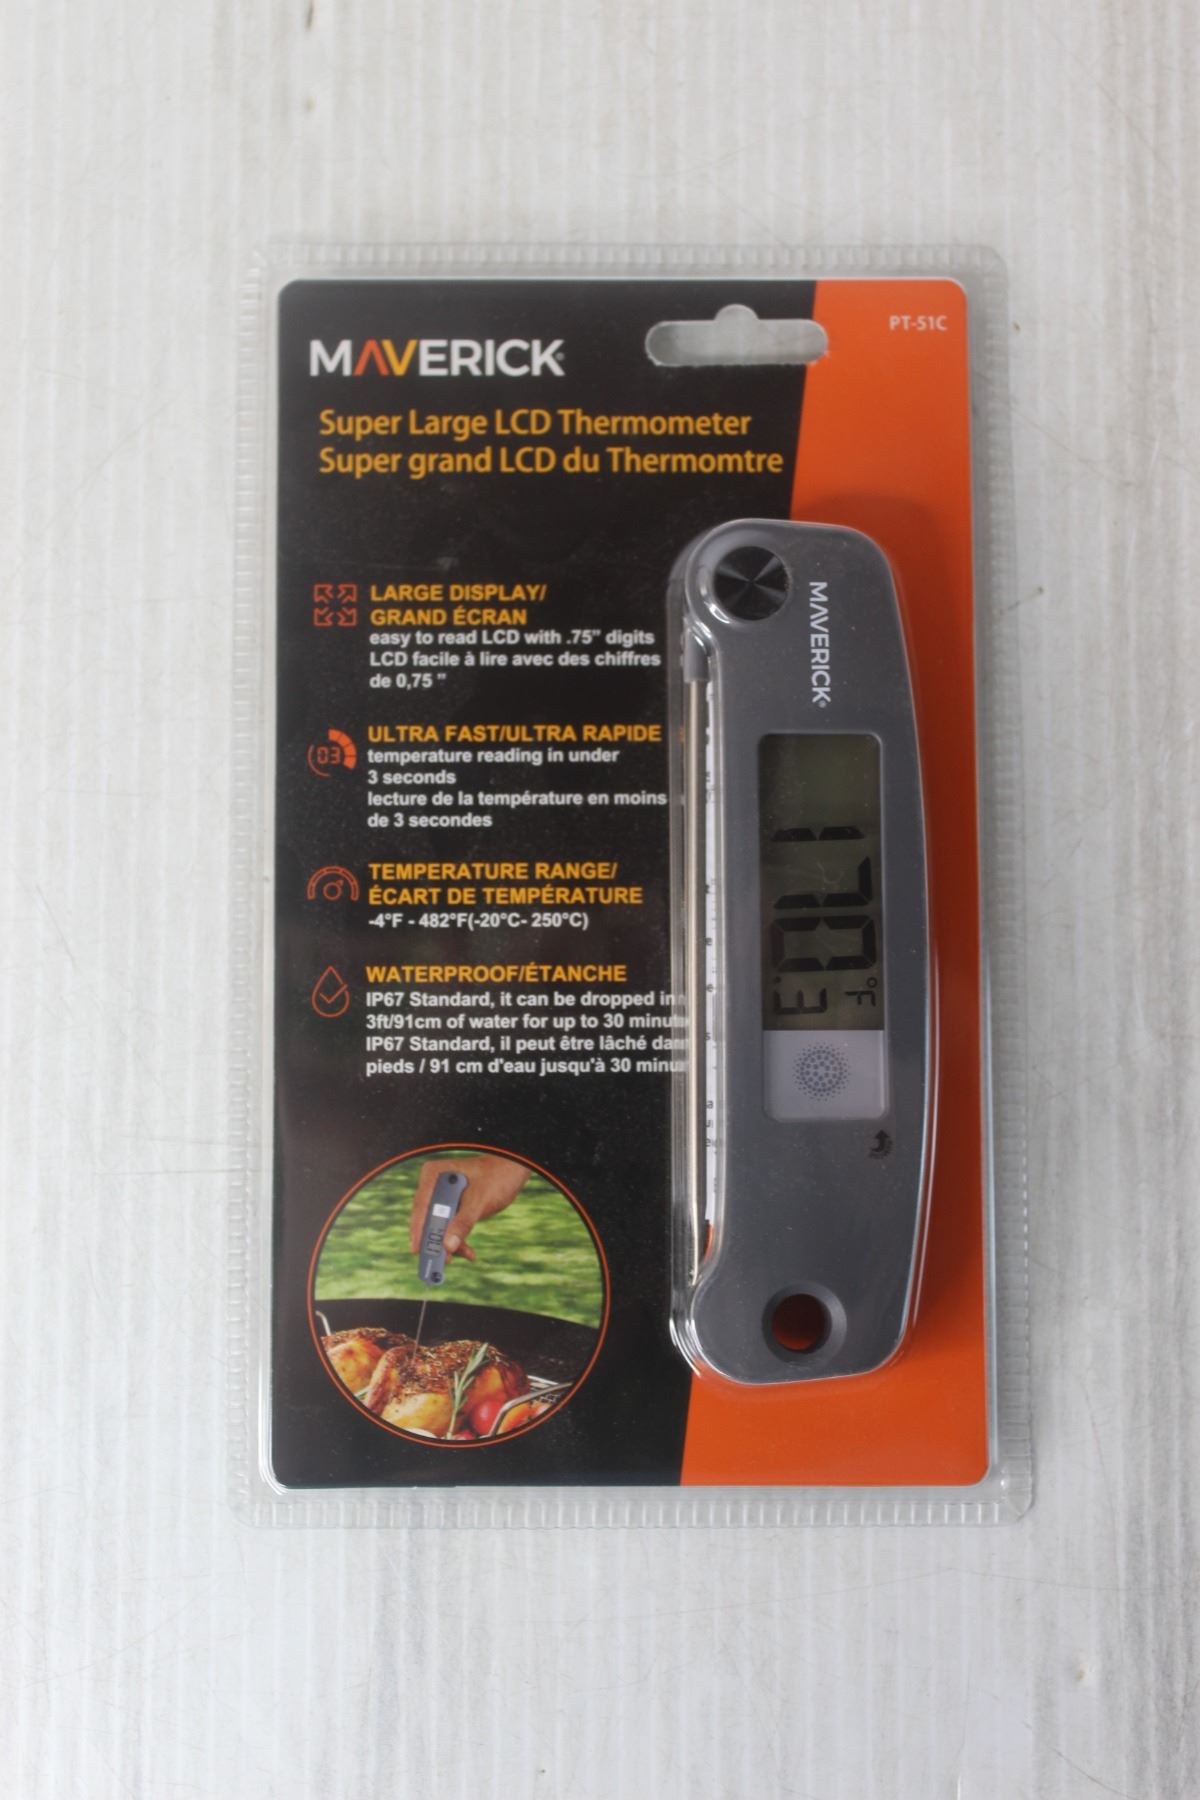 PT-51C
MAVERICK®
Super Large LCD Thermometer
Super grand LCD du Thermomtre
LARGE DISPLAY/
GRAND ÉCRAN
easy to read LCD with .75" digits
LCD facile à lire avec des chiffres
de 0,75 "
03
ULTRA FAST/ULTRA RAPIDE
temperature reading in under
3 seconds
lecture de la température en moins
de 3 secondes
TEMPERATURE RANGE/
ÉCART DE TEMPÉRATURE
-4°F - 482°F(-20°C- 250°C)
WATERPROOF/ÉTANCHE
IP67 Standard, it can be dropped in
3ft/91cm of water for up to 30
IP67 Standard, il peut être lâché
pieds / 91 cm d'eau jusqu'à 30
MAVERICK®
170.3 °F